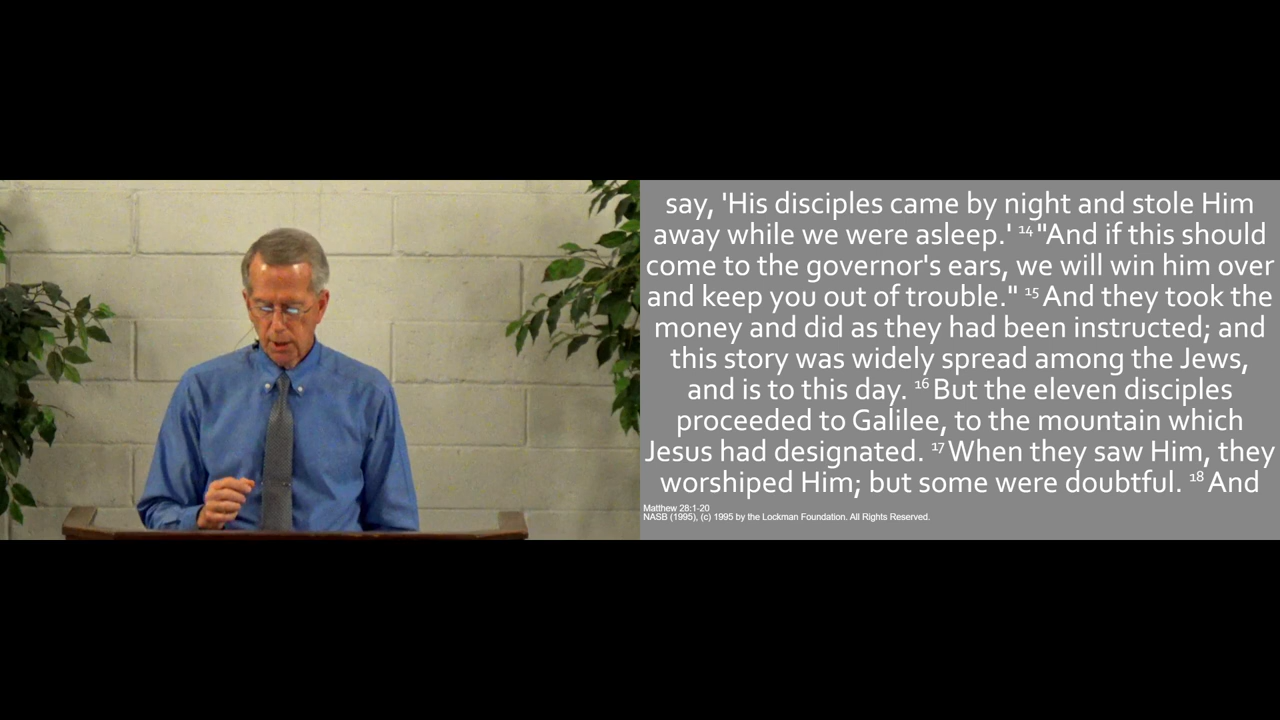 say, 'His disciples came by night and stole Him
away while we were asleep.' 14 "And if this should
come to the governor's ears, we will win him over
and keep you out of trouble." 15 And they took the
money and did as they had been instructed; and
this story was widely spread among the Jews,
and is to this day. 16 But the eleven disciples
proceeded to Galilee, to the mountain which
Jesus had designated. 17 When they saw Him, they
worshiped Him; but some were doubtful. 18 And
Matthew 28:1-20
NASB (1995), (c) 1995 by the Lockman Foundation. All Rights Reserved.